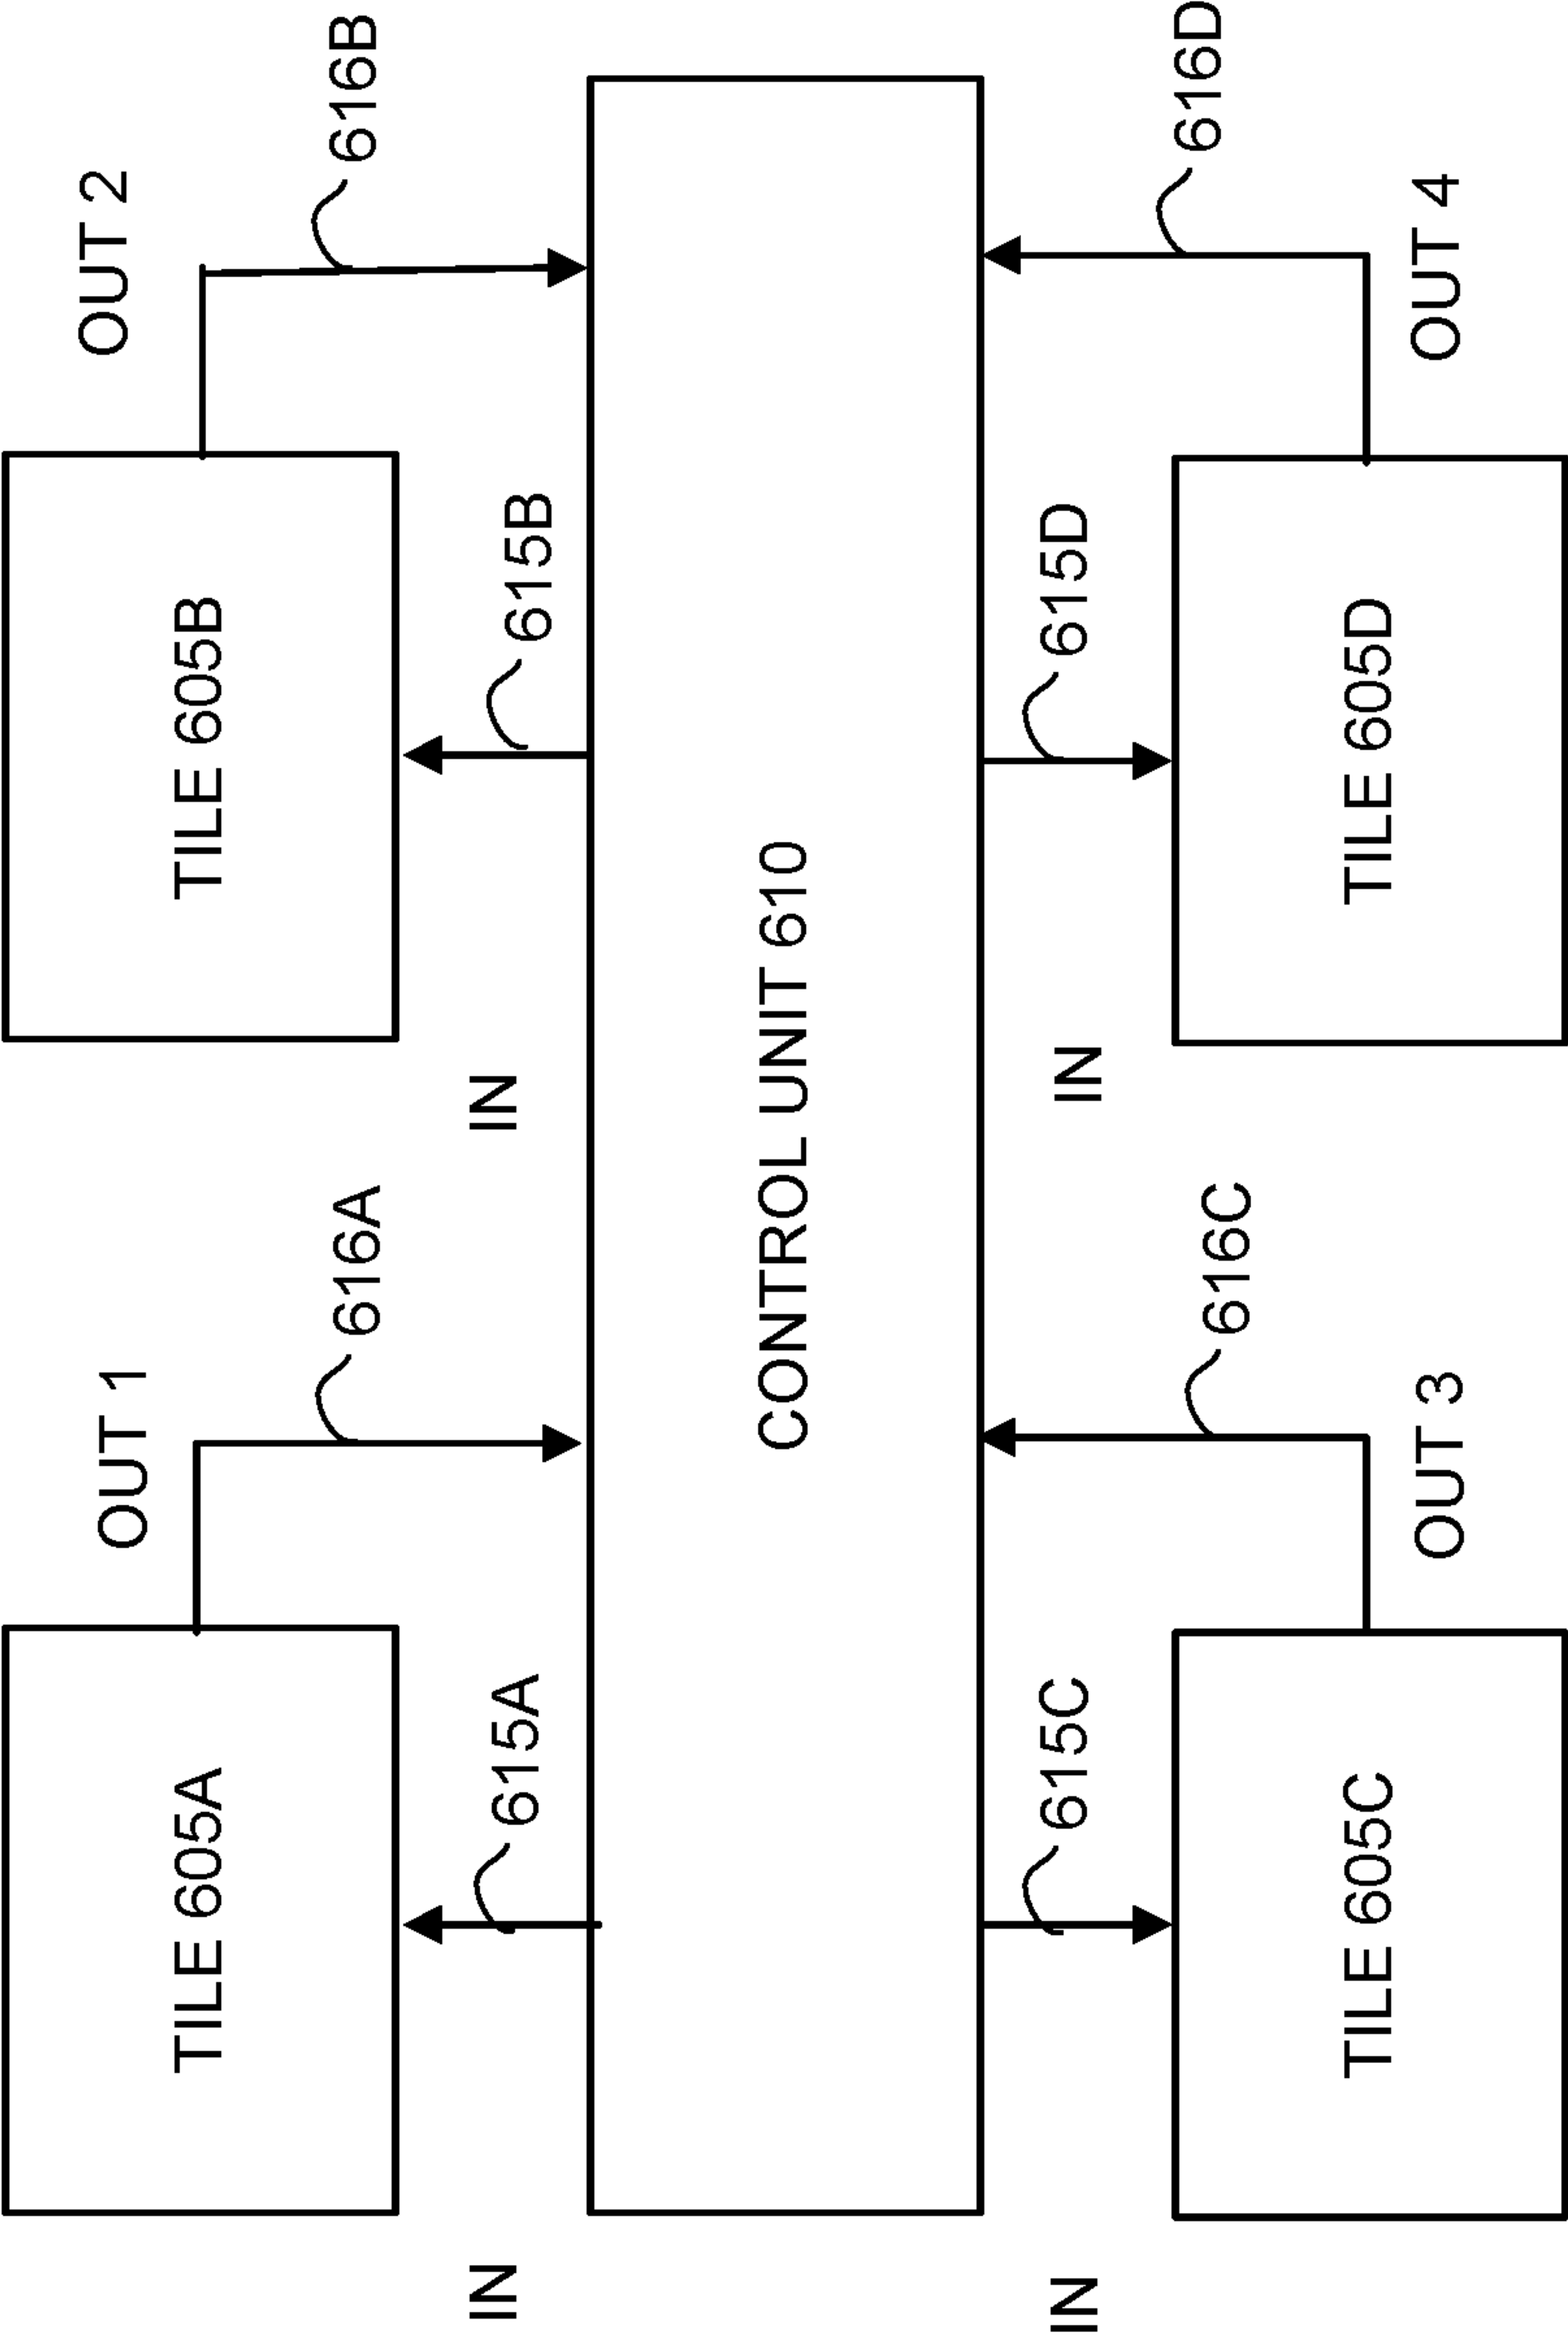 OUT 1
OUT 2
TILE 605A
TILE 605B
616A
616B
IN
615A
IN
615B
CONTROL UNIT 610
IN
615C
IN
615D
616C
616D
TILE 605C
TILE 605D
OUT 3
OUT 4